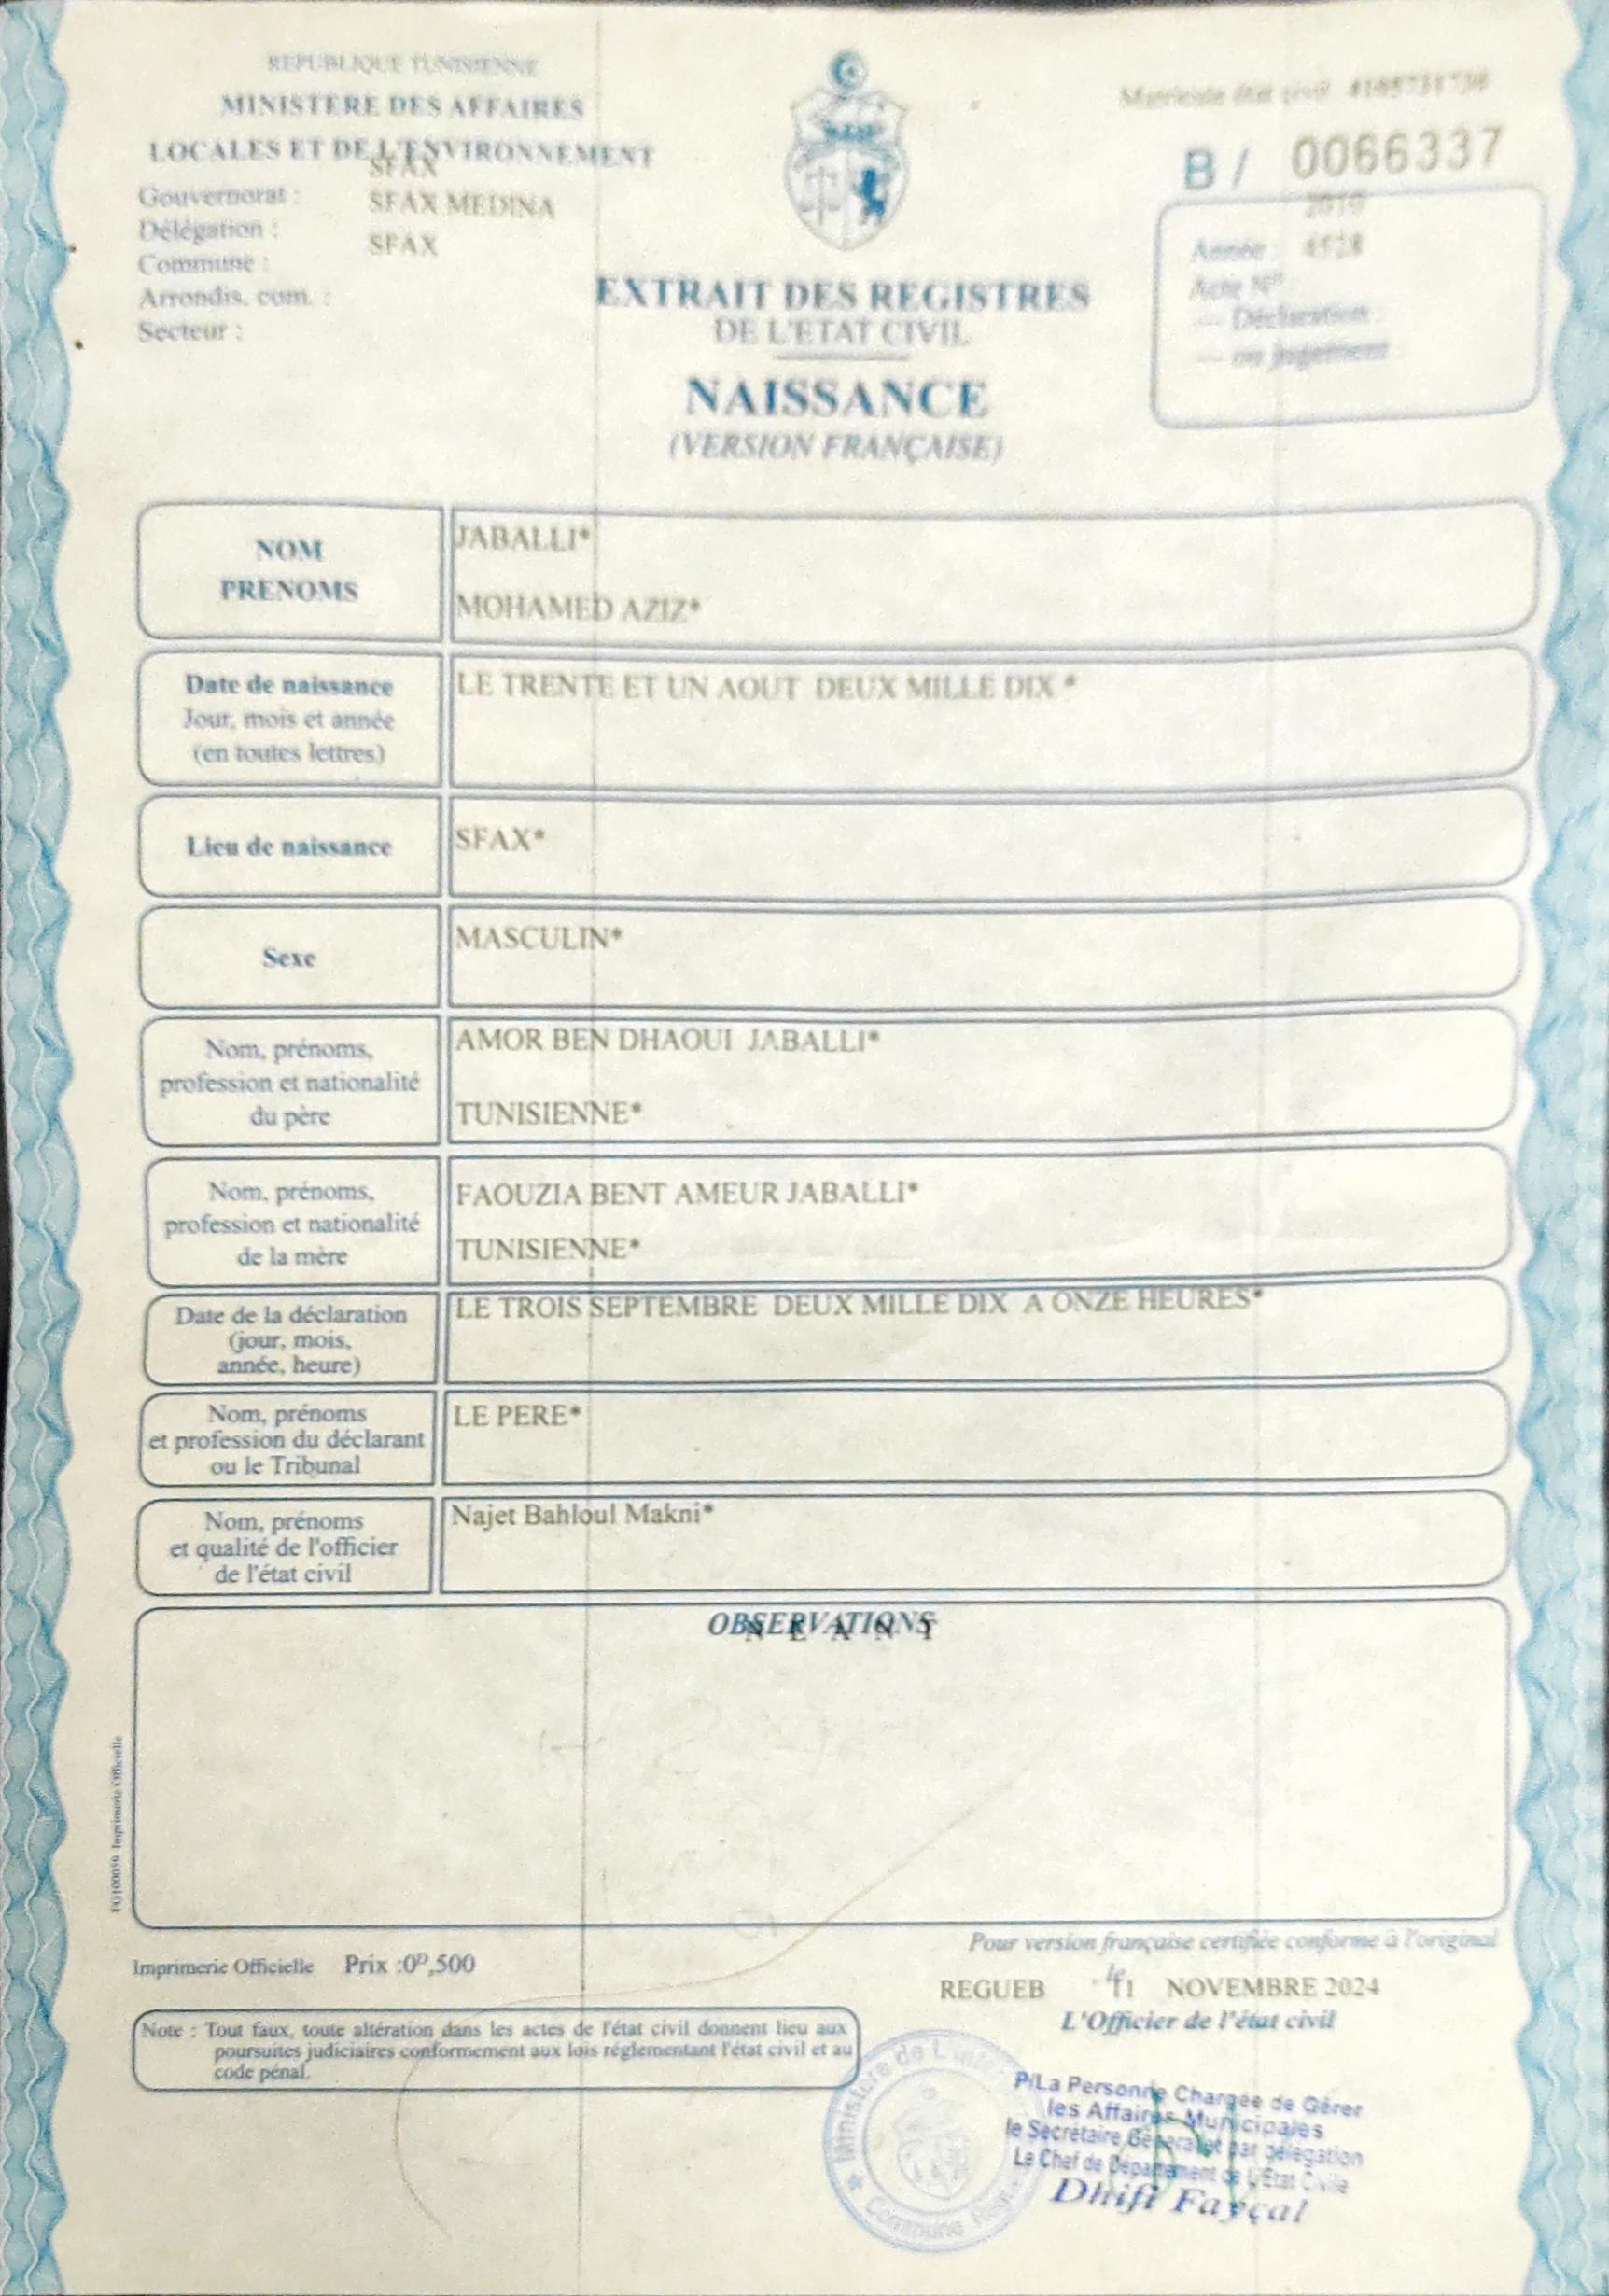 REPUBLIQUE TUNISIENNE
MINISTERE DES AFFAIRES
LOCALES ET DE L'ENVIRONNEMENT
Gouvernorat : SFAX
Délégation : SFAX MEDINA
Commune : SFAX
Arrondis. com. :
Secteur :
Matricule état civil
B / 0066337
2010
Année : 4528
Acte N°
— Déclaration :
— ou jugement
EXTRAIT DES REGISTRES
DE L'ETAT CIVIL
NAISSANCE
(VERSION FRANÇAISE)
NOM
PRENOMS
JABALLI*
MOHAMED AZIZ*
Date de naissance
Jour, mois et année
(en toutes lettres)
LE TRENTE ET UN AOUT DEUX MILLE DIX *
Lieu de naissance
SFAX*
Sexe
MASCULIN*
Nom, prénoms,
profession et nationalité
du père
AMOR BEN DHAOUI JABALLI*
TUNISIENNE*
Nom, prénoms,
profession et nationalité
de la mère
FAOUZIA BENT AMEUR JABALLI*
TUNISIENNE*
Date de la déclaration
(jour, mois,
année, heure)
LE TROIS SEPTEMBRE DEUX MILLE DIX A ONZE HEURES*
Nom, prénoms
et profession du déclarant
ou le Tribunal
LE PERE*
Nom, prénoms
et qualité de l'officier
de l'état civil
Najet Bahloul Makni*
OBSERVATIONS
N E A N T
Imprimerie Officielle
Imprimerie Officielle Prix :0ᴰ,500
Pour version française certifiée conforme à l'original
REGUEB le 11 NOVEMBRE 2024
L'Officier de l'état civil
Note : Tout faux, toute altération dans les actes de l'état civil donnent lieu aux
poursuites judiciaires conformement aux lois réglementant l'état civil et au
code pénal.
Ministère de L'
Commune
P/La Personne Chargée de Gérer
les Affaires Municipales
le Secrétaire Général et par délegation
Le Chef de Département de L'Etat Civile
Dhifi Fayçal